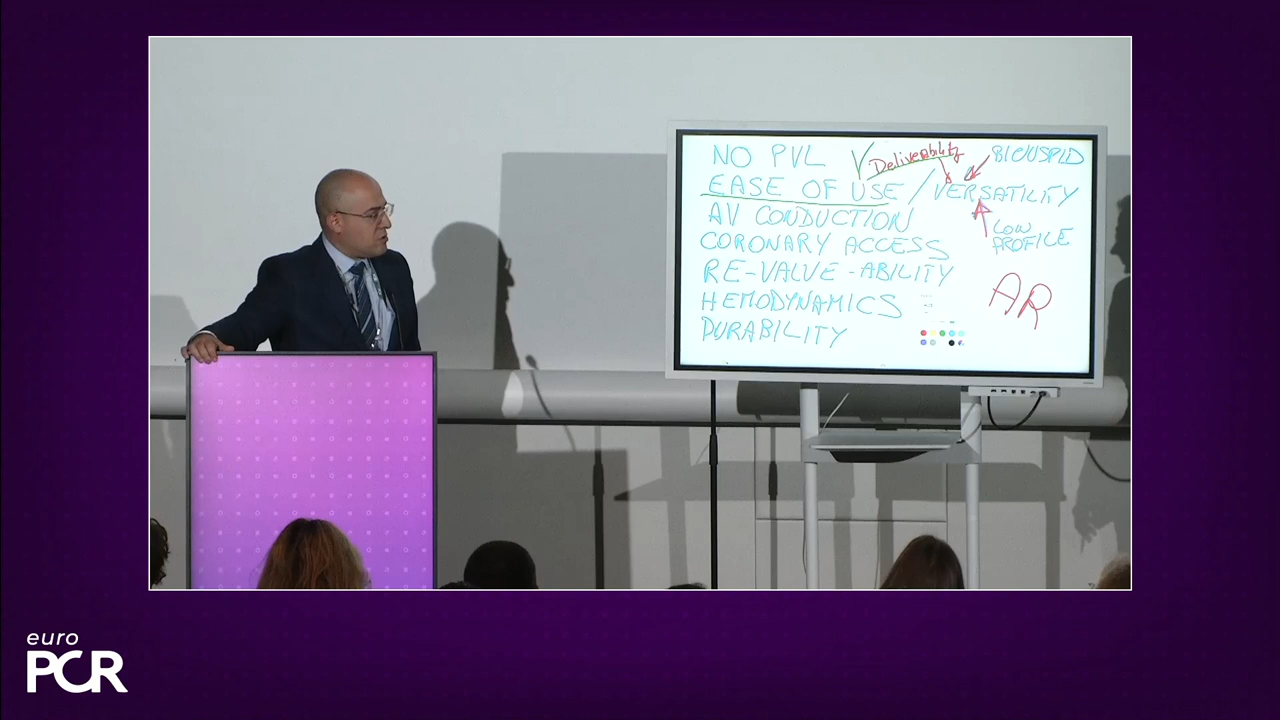 NO PVL ✓ Deliverability BICUSPID
EASE OF USE / VERSATILITY
AV CONDUCTION
LOW
CORONARY ACCESS PROFILE
RE-VALVE-ABILITY
HEMODYNAMICS AR
DURABILITY
euro
PCR